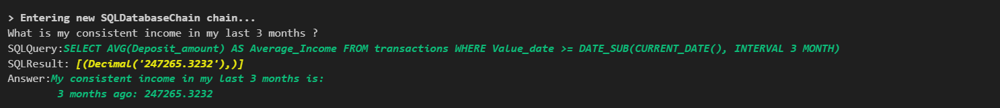 > Entering new SQLDatabaseChain chain...
What is my consistent income in my last 3 months ?
SQLQuery:SELECT AVG(Deposit_amount) AS Average_Income FROM transactions WHERE Value_date >= DATE_SUB(CURRENT_DATE(), INTERVAL 3 MONTH)
SQLResult: [(Decimal('247265.3232'),)]
Answer:My consistent income in my last 3 months is:
3 months ago: 247265.3232